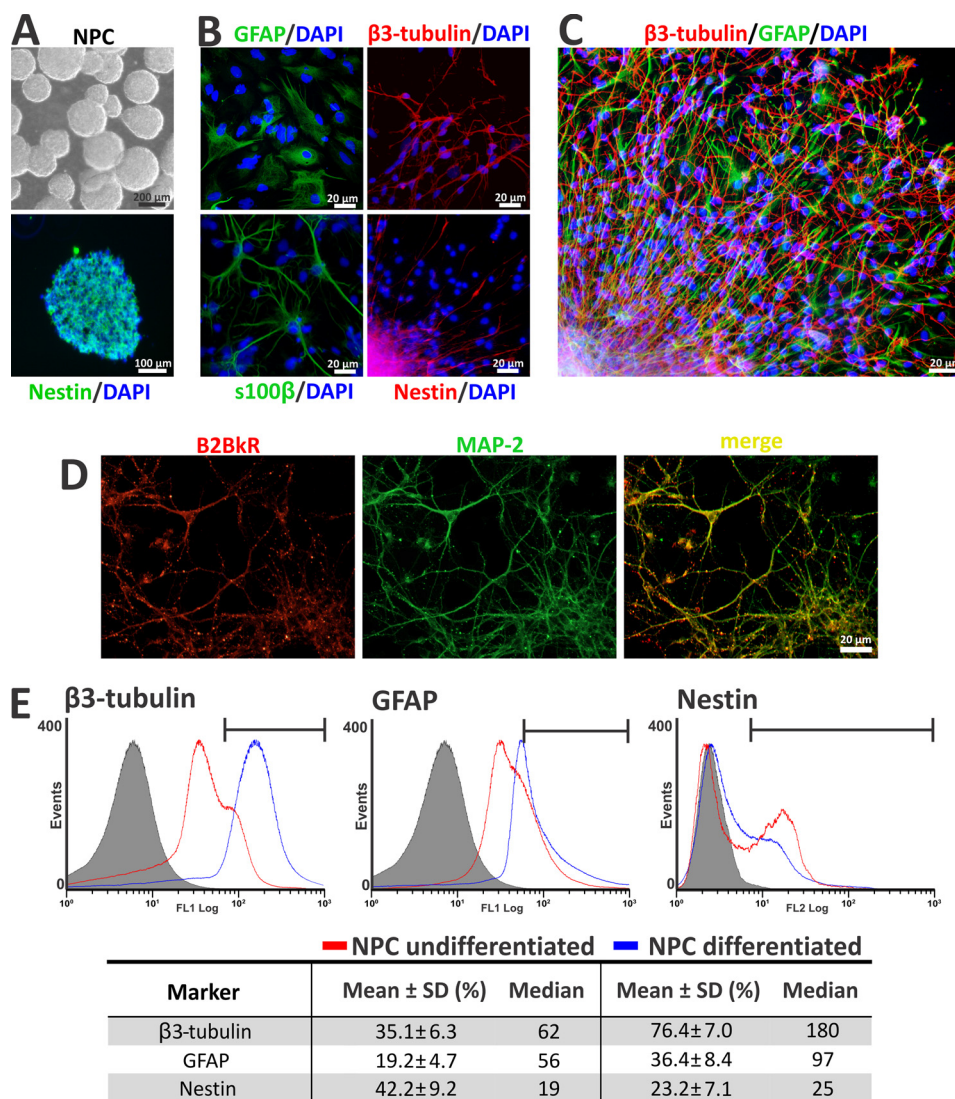 A
NPC
200 µm
100 µm
Nestin/DAPI
B
GFAP/DAPI
β3-tubulin/DAPI
20 µm
20 µm
20 µm
20 µm
s100β/DAPI
Nestin/DAPI
C
β3-tubulin/GFAP/DAPI
20 µm
D
B2BkR
MAP-2
merge
20 µm
E
β3-tubulin
GFAP
Nestin
400
Events
0
10⁰ 10¹ 10² 10³
FL1 Log
400
Events
0
10⁰ 10¹ 10² 10³
FL1 Log
400
Events
0
10⁰ 10¹ 10² 10³
FL2 Log
NPC undifferentiated NPC differentiated
Marker Mean ± SD (%) Median Mean ± SD (%) Median
β3-tubulin 35.1±6.3 62 76.4±7.0 180
GFAP 19.2±4.7 56 36.4±8.4 97
Nestin 42.2±9.2 19 23.2±7.1 25